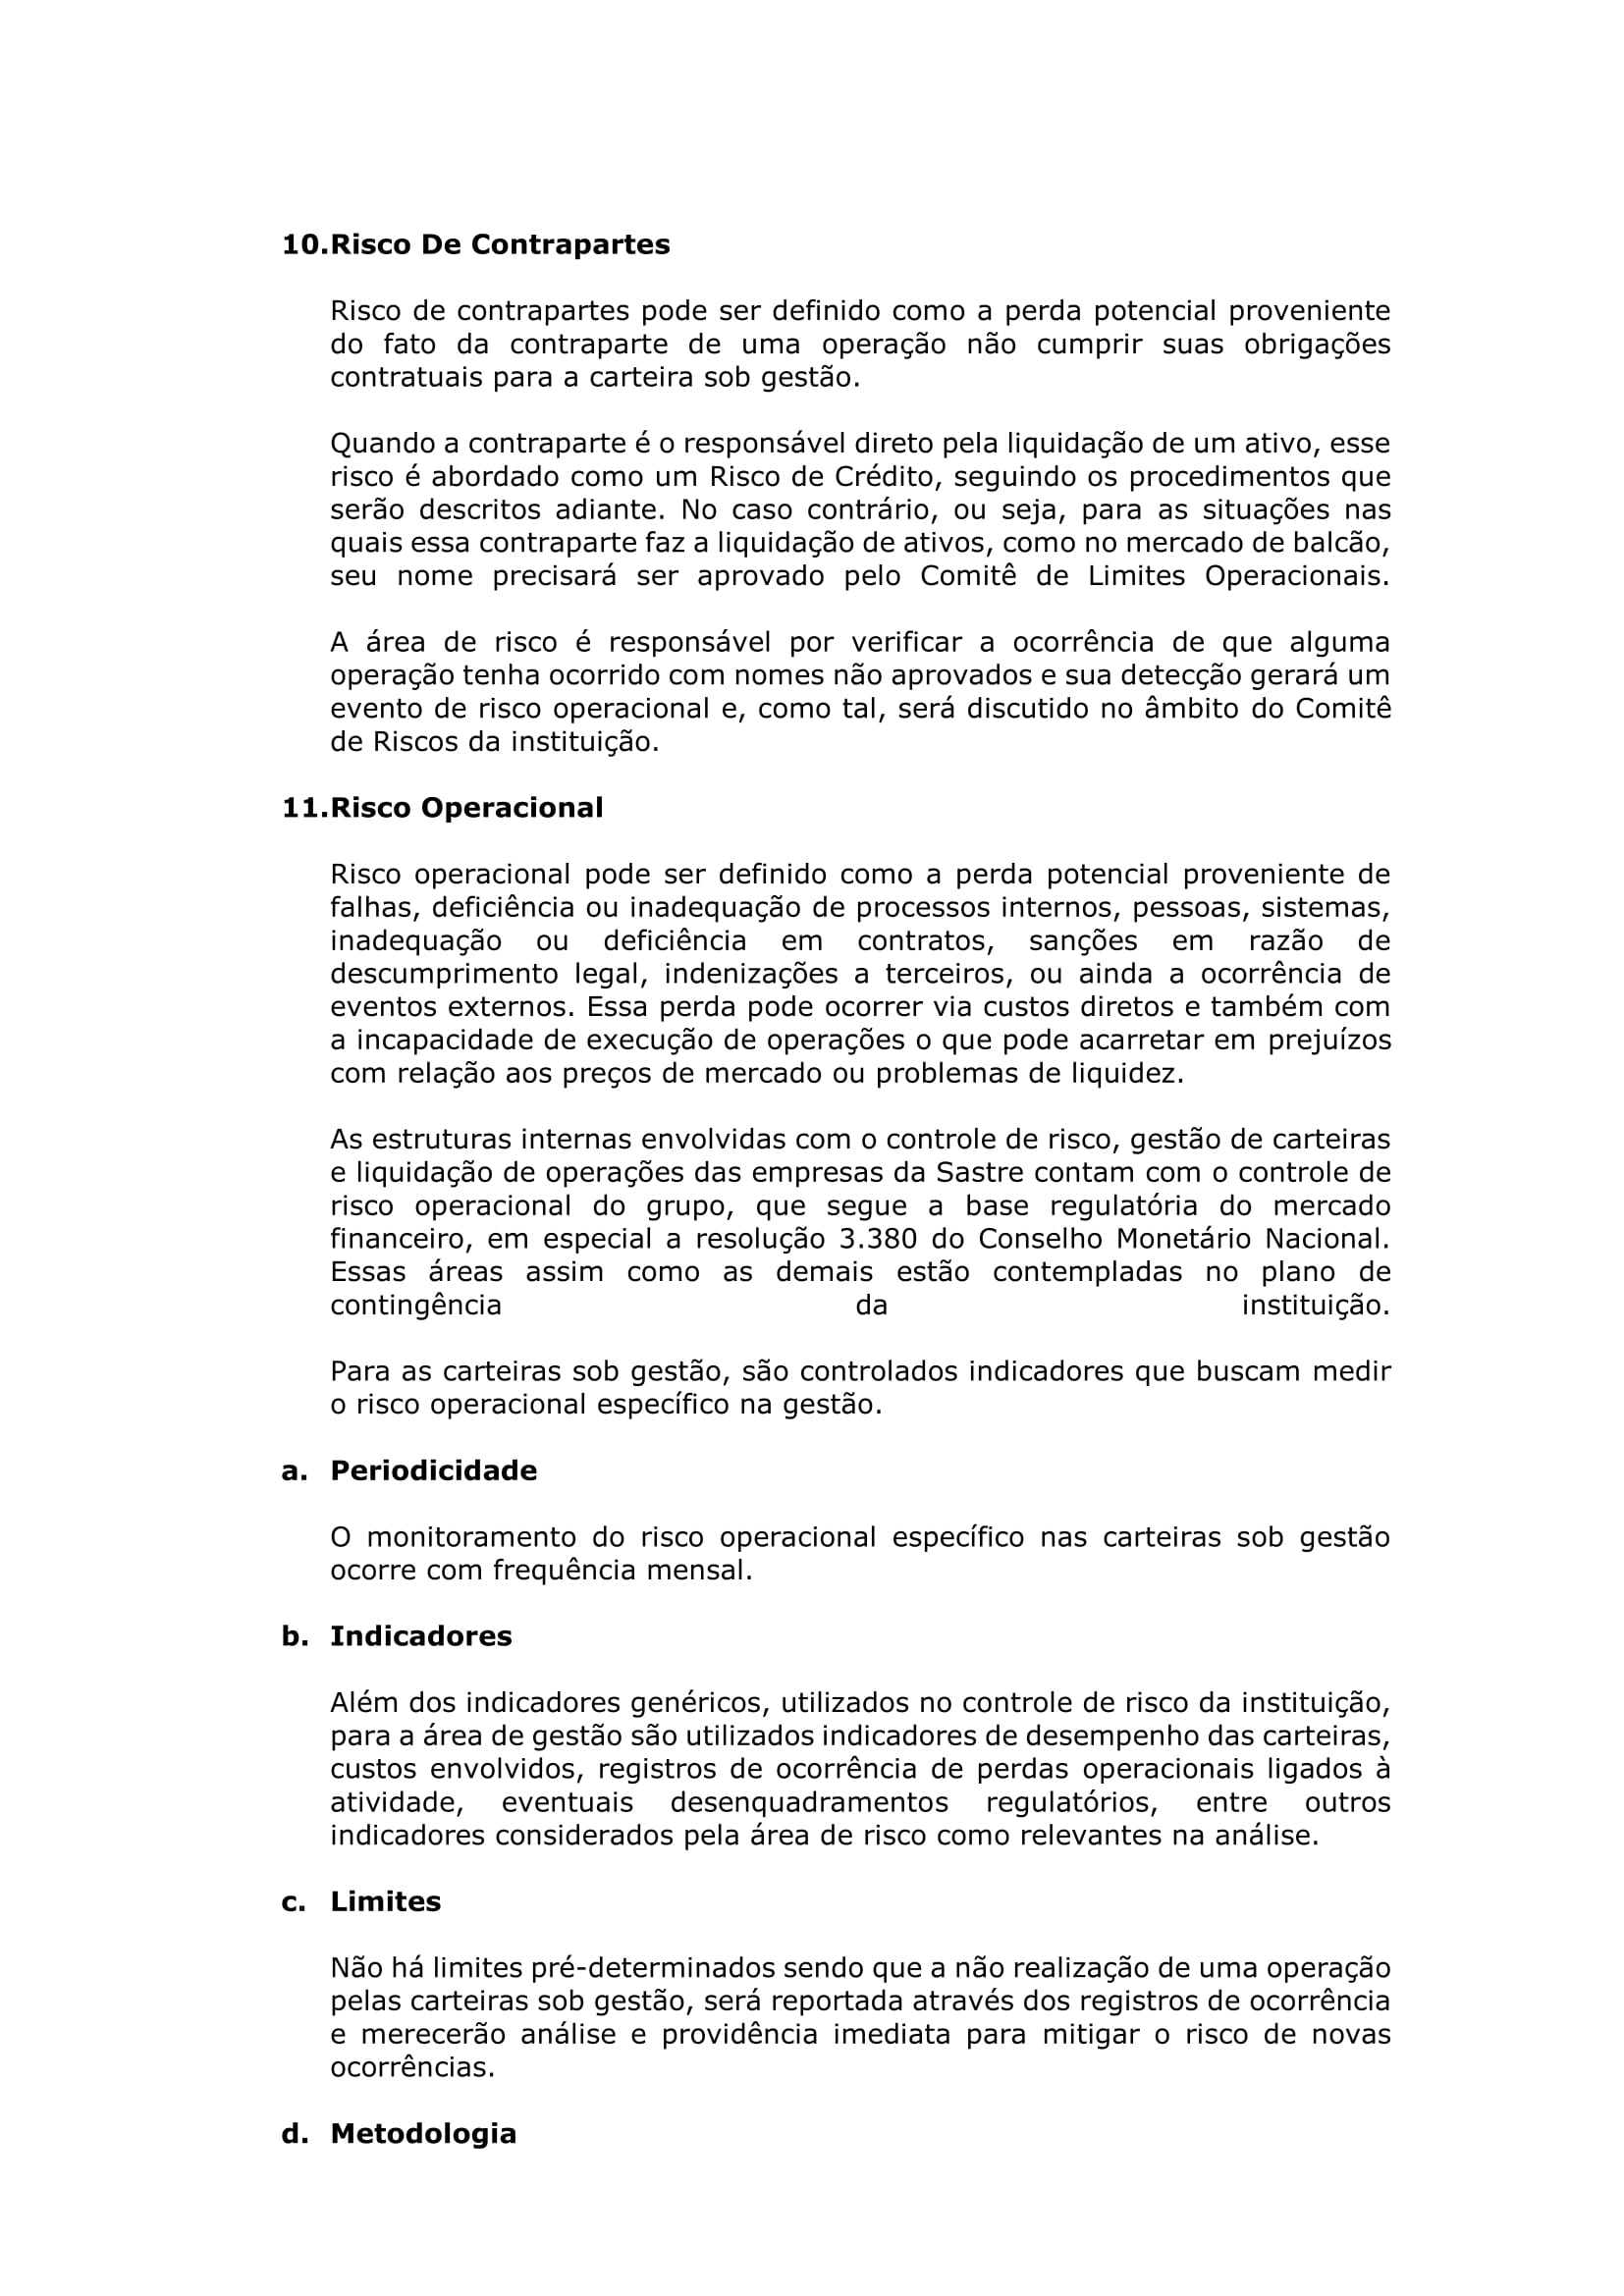 10.Risco De Contrapartes
Risco de contrapartes pode ser definido como a perda potencial proveniente
do fato da contraparte de uma operação não cumprir suas obrigações
contratuais para a carteira sob gestão.
Quando a contraparte é o responsável direto pela liquidação de um ativo, esse
risco é abordado como um Risco de Crédito, seguindo os procedimentos que
serão descritos adiante. No caso contrário, ou seja, para as situações nas
quais essa contraparte faz a liquidação de ativos, como no mercado de balcão,
seu nome precisará ser aprovado pelo Comitê de Limites Operacionais.
A área de risco é responsável por verificar a ocorrência de que alguma
operação tenha ocorrido com nomes não aprovados e sua detecção gerará um
evento de risco operacional e, como tal, será discutido no âmbito do Comitê
de Riscos da instituição.
11.Risco Operacional
Risco operacional pode ser definido como a perda potencial proveniente de
falhas, deficiência ou inadequação de processos internos, pessoas, sistemas,
inadequação ou deficiência em contratos, sanções em razão de
descumprimento legal, indenizações a terceiros, ou ainda a ocorrência de
eventos externos. Essa perda pode ocorrer via custos diretos e também com
a incapacidade de execução de operações o que pode acarretar em prejuízos
com relação aos preços de mercado ou problemas de liquidez.
As estruturas internas envolvidas com o controle de risco, gestão de carteiras
e liquidação de operações das empresas da Sastre contam com o controle de
risco operacional do grupo, que segue a base regulatória do mercado
financeiro, em especial a resolução 3.380 do Conselho Monetário Nacional.
Essas áreas assim como as demais estão contempladas no plano de
contingência da instituição.
Para as carteiras sob gestão, são controlados indicadores que buscam medir
o risco operacional específico na gestão.
a. Periodicidade
O monitoramento do risco operacional específico nas carteiras sob gestão
ocorre com frequência mensal.
b. Indicadores
Além dos indicadores genéricos, utilizados no controle de risco da instituição,
para a área de gestão são utilizados indicadores de desempenho das carteiras,
custos envolvidos, registros de ocorrência de perdas operacionais ligados à
atividade, eventuais desenquadramentos regulatórios, entre outros
indicadores considerados pela área de risco como relevantes na análise.
c. Limites
Não há limites pré-determinados sendo que a não realização de uma operação
pelas carteiras sob gestão, será reportada através dos registros de ocorrência
e merecerão análise e providência imediata para mitigar o risco de novas
ocorrências.
d. Metodologia